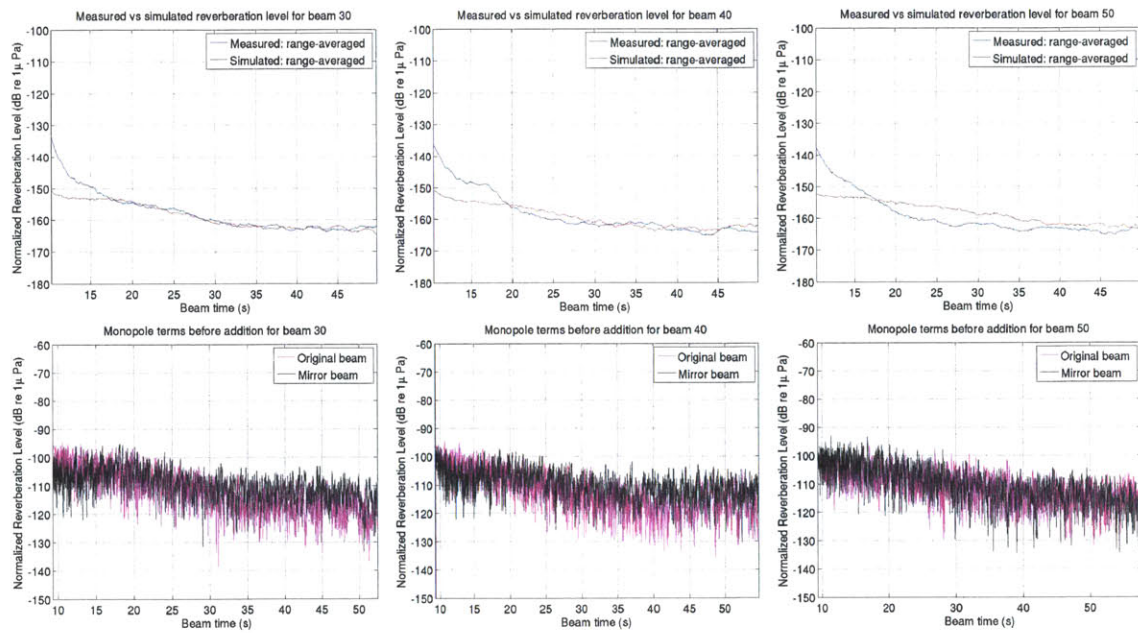 Measured vs simulated reverberation level for beam 30
Normalized Reverberation Level (dB re 1μ Pa)
-100
-110
-120
-130
-140
-150
-160
-170
-180
Measured: range-averaged
Simulated: range-averaged
15 20 25 30 35 40 45
Beam time (s)
Measured vs simulated reverberation level for beam 40
Normalized Reverberation Level (dB re 1μ Pa)
-100
-110
-120
-130
-140
-150
-160
-170
-180
Measured: range-averaged
Simulated: range-averaged
15 20 25 30 35 40 45
Beam time (s)
Measured vs simulated reverberation level for beam 50
Normalized Reverberation Level (dB re 1μ Pa)
-100
-110
-120
-130
-140
-150
-160
-170
-180
Measured: range-averaged
Simulated: range-averaged
15 20 25 30 35 40 45
Beam time (s)
Monopole terms before addition for beam 30
Normalized Reverberation Level (dB re 1μ Pa)
-60
-70
-80
-90
-100
-110
-120
-130
-140
-150
Original beam
Mirror beam
10 15 20 25 30 35 40 45 50
Beam time (s)
Monopole terms before addition for beam 40
Normalized Reverberation Level (dB re 1μ Pa)
-60
-70
-80
-90
-100
-110
-120
-130
-140
-150
Original beam
Mirror beam
10 15 20 25 30 35 40 45 50
Beam time (s)
Monopole terms before addition for beam 50
Normalized Reverberation Level (dB re 1μ Pa)
-60
-70
-80
-90
-100
-110
-120
-130
-140
-150
Original beam
Mirror beam
10 20 30 40 50
Beam time (s)